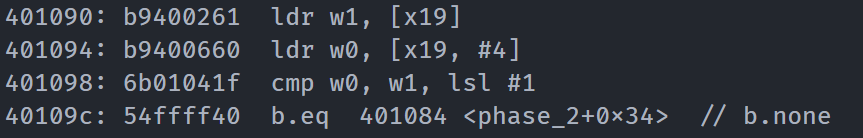 401090: b9400261 ldr w1, [x19]
401094: b9400660 ldr w0, [x19, #4]
401098: 6b01041f cmp w0, w1, lsl #1
40109c: 54ffff40 b.eq 401084 <phase_2+0x34> // b.none